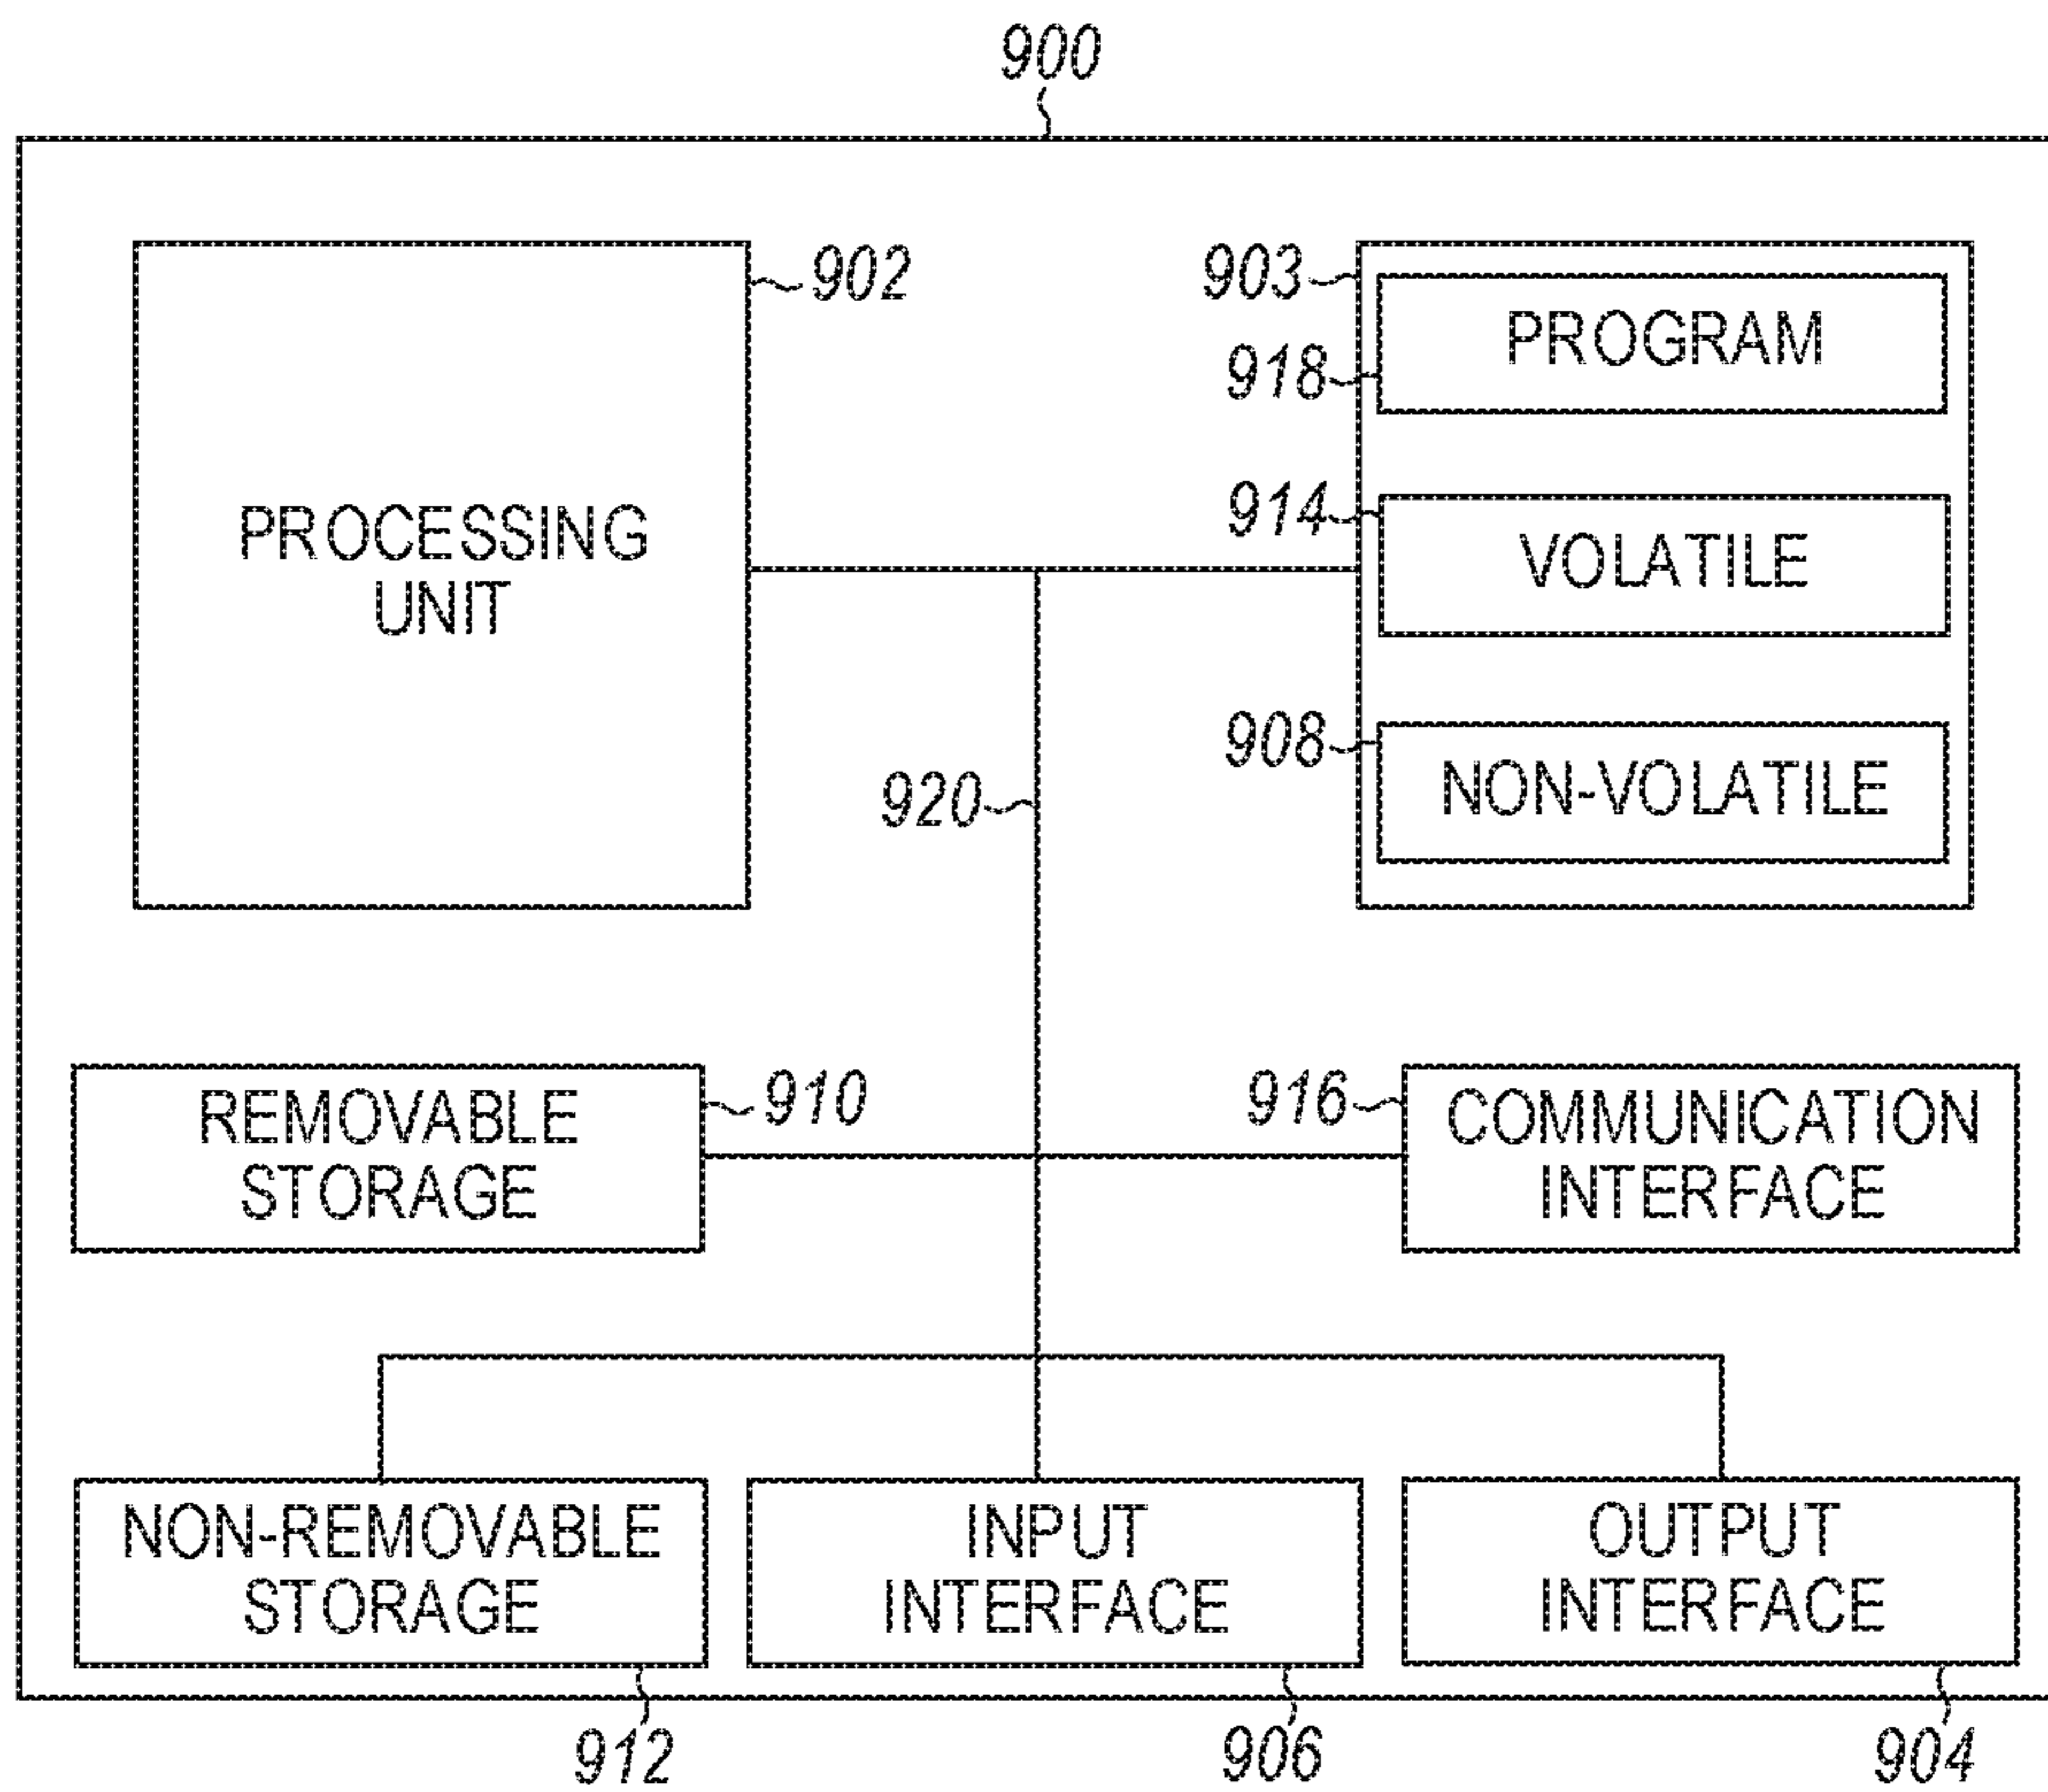 900
902
903
PROGRAM
918
PROCESSING
UNIT
914
VOLATILE
908
NON-VOLATILE
920
REMOVABLE
STORAGE
910
916
COMMUNICATION
INTERFACE
NON-REMOVABLE
STORAGE
INPUT
INTERFACE
OUTPUT
INTERFACE
912
906
904